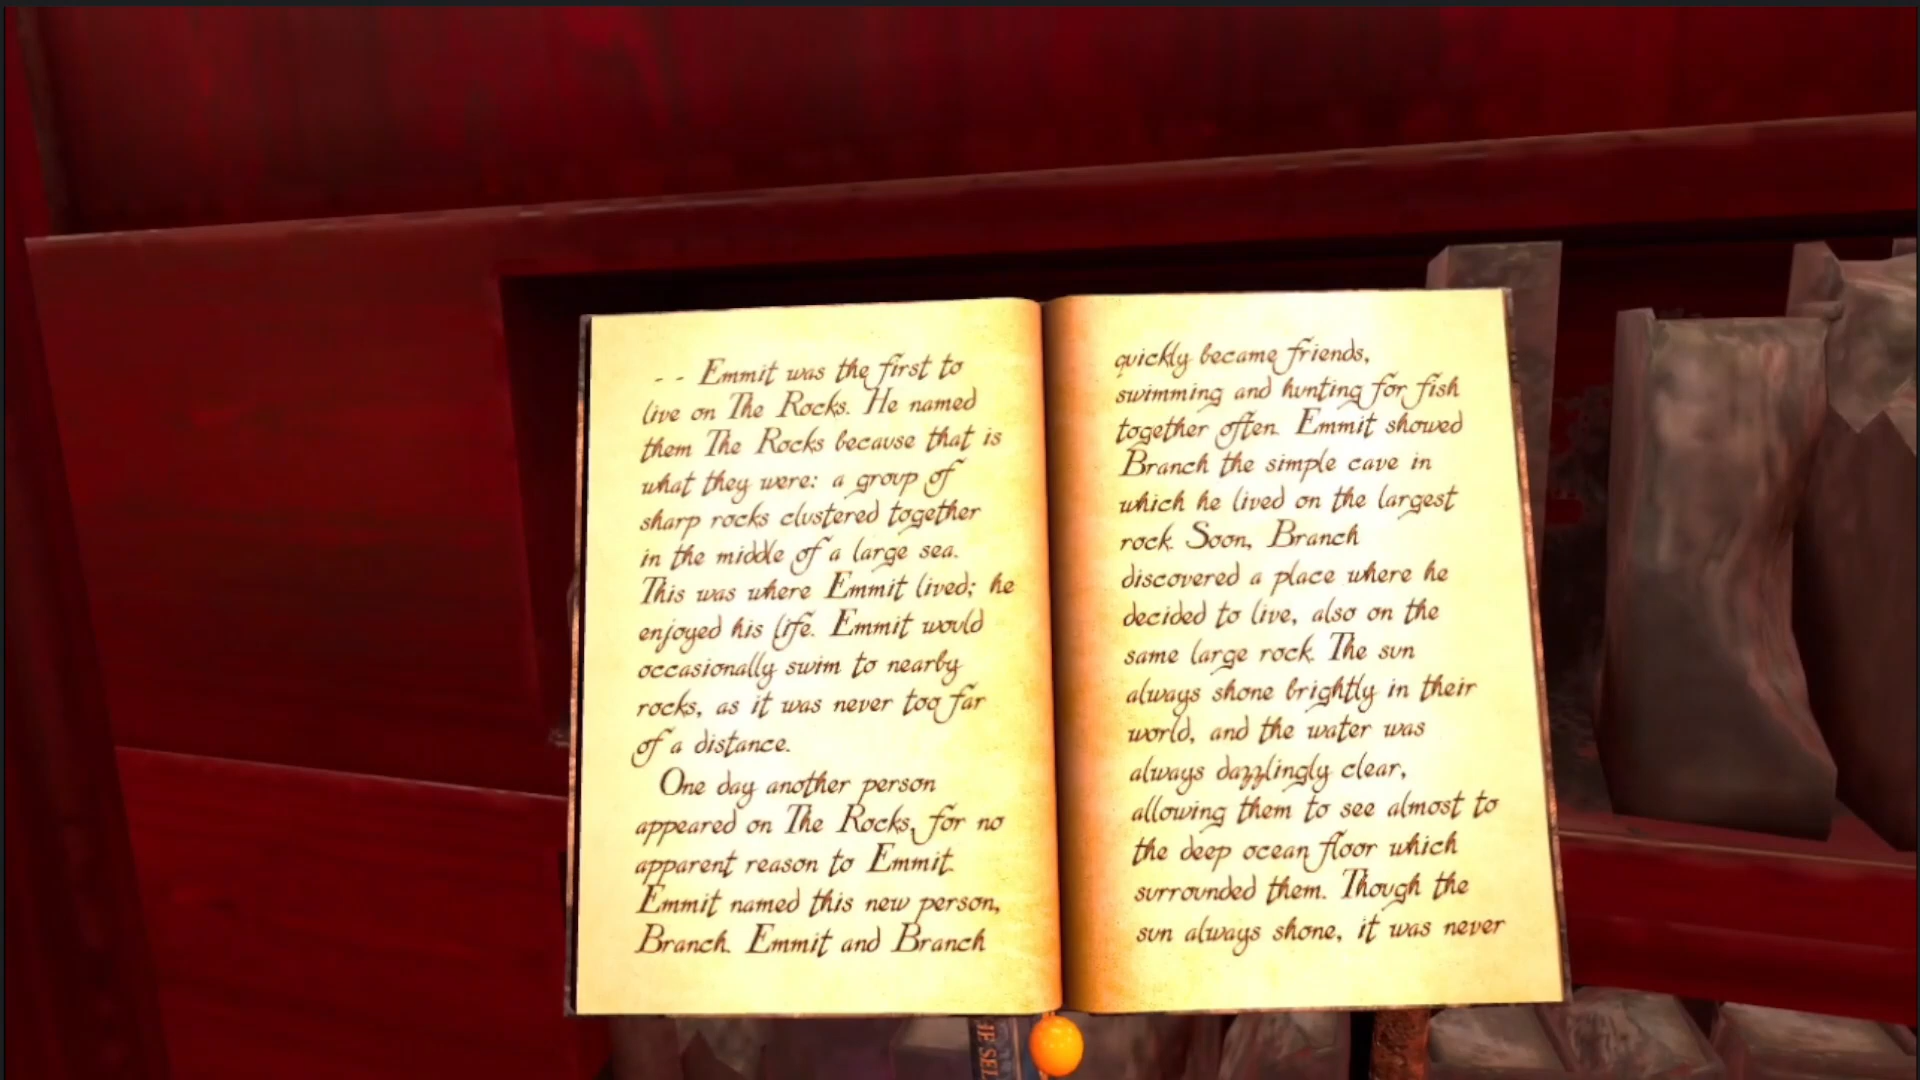 - - Emmit was the first to
live on The Rocks. He named
them The Rocks because that is
what they were: a group of
sharp rocks clustered together
in the middle of a large sea.
This was where Emmit lived; he
enjoyed his life. Emmit would
occasionally swim to nearby
rocks, as it was never too far
of a distance.
One day another person
appeared on The Rocks, for no
apparent reason to Emmit.
Emmit named this new person,
Branch. Emmit and Branch
quickly became friends,
swimming and hunting for fish
together often. Emmit showed
Branch the simple cave in
which he lived on the largest
rock. Soon, Branch
discovered a place where he
decided to live, also on the
same large rock. The sun
always shone brightly in their
world, and the water was
always dazzlingly clear,
allowing them to see almost to
the deep ocean floor which
surrounded them. Though the
sun always shone, it was never